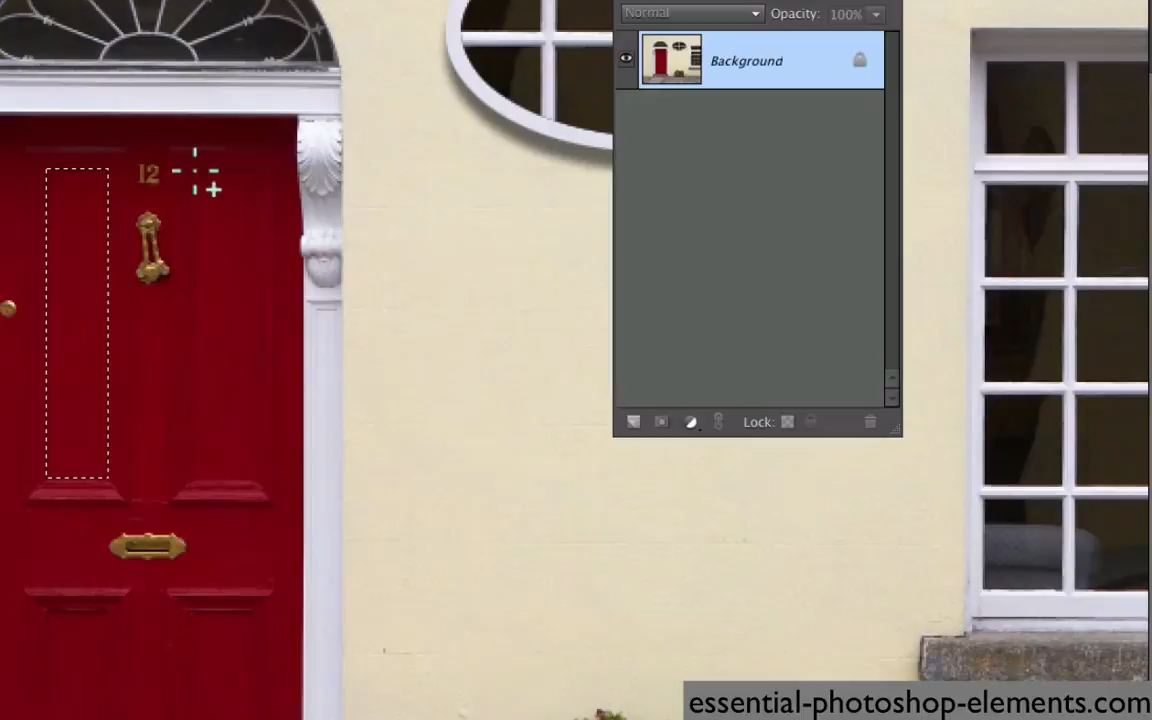 Normal
Opacity: 100%
Background
12
Lock:
essential-photoshop-elements.com